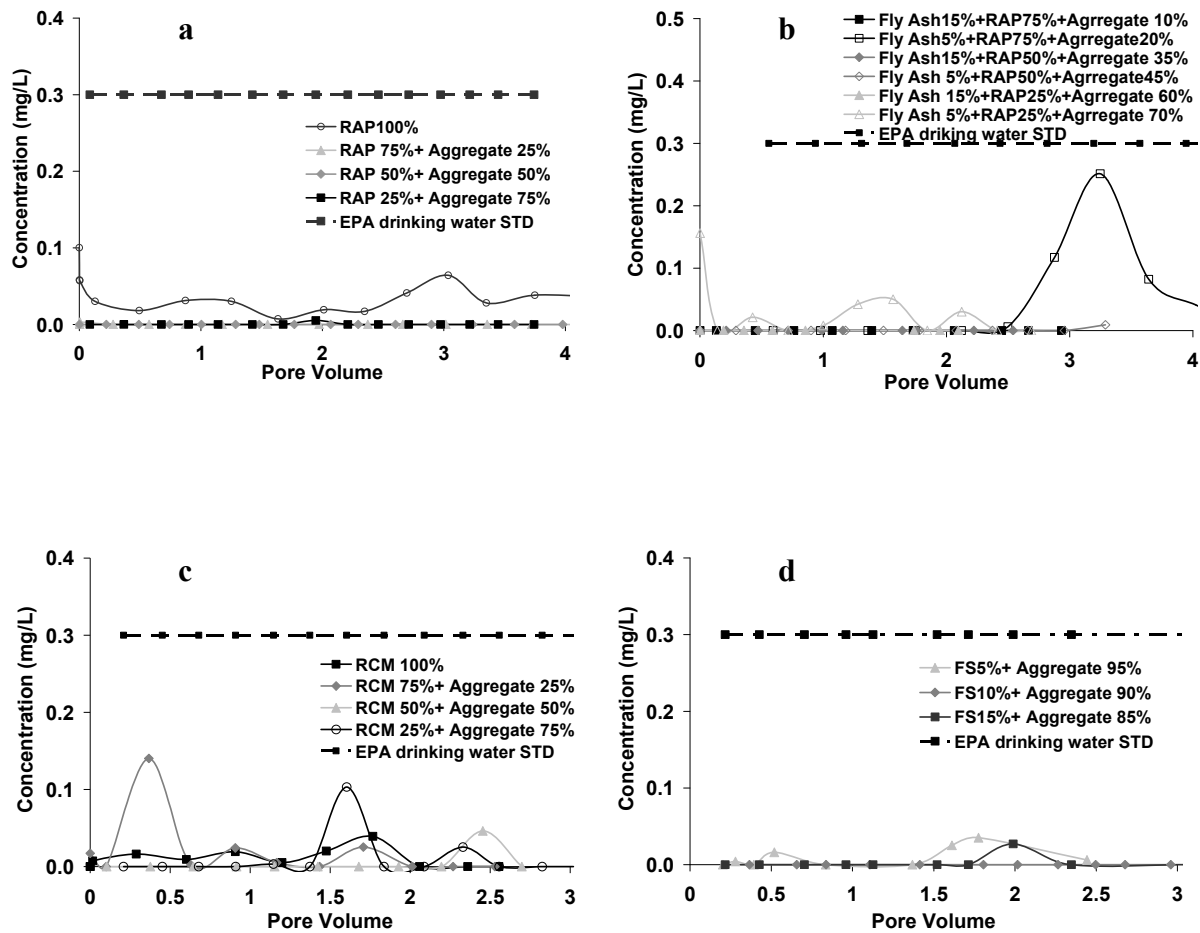 a
0.4
0.3
0.2
0.1
0.0
Concentration (mg/L)
RAP100%
RAP 75%+ Aggregate 25%
RAP 50%+ Aggregate 50%
RAP 25%+ Aggregate 75%
EPA drinking water STD
0 1 2 3 4
Pore Volume
b
0.5
0.4
0.3
0.2
0.1
0.0
Concentration (mg/L)
Fly Ash15%+RAP75%+Agrregate 10%
Fly Ash5%+RAP75%+Agrregate20%
Fly Ash15%+RAP50%+Agrregate 35%
Fly Ash 5%+RAP50%+Agrregate45%
Fly Ash 15%+RAP25%+Agrregate 60%
Fly Ash 5%+RAP25%+Agrregate 70%
EPA driking water STD
0 1 2 3 4
Pore Volume
c
0.4
0.3
0.2
0.1
0.0
Concentration (mg/L)
RCM 100%
RCM 75%+ Aggregate 25%
RCM 50%+ Aggregate 50%
RCM 25%+ Aggregate 75%
EPA drinking water STD
0 0.5 1 1.5 2 2.5 3
Pore Volume
d
0.4
0.3
0.2
0.1
0.0
Concentration (mg/L)
FS5%+ Aggregate 95%
FS10%+ Aggregate 90%
FS15%+ Aggregate 85%
EPA drinking water STD
0 0.5 1 1.5 2 2.5 3
Pore Volume